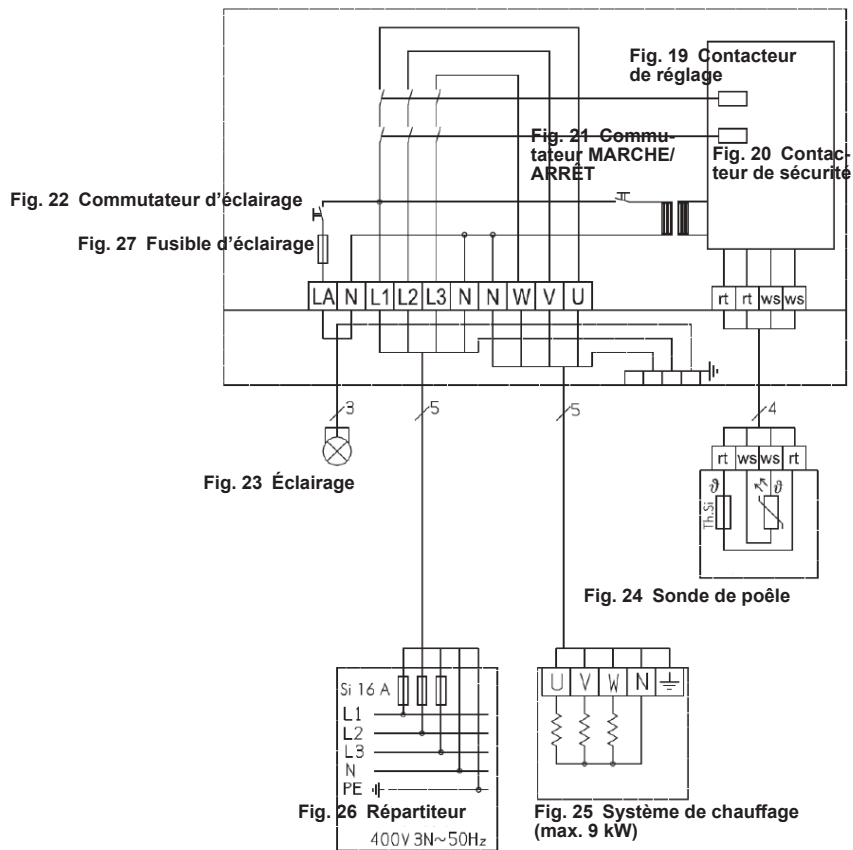 Fig. 19 Contacteur
de réglage
Fig. 21 Commu-
tateur MARCHE/
ARRÊT
Fig. 20 Contac-
teur de sécurité
Fig. 22 Commutateur d'éclairage
Fig. 27 Fusible d'éclairage
LA N L1 L2 L3 N N W V U
rt rt ws ws
3
5
5
4
Fig. 23 Éclairage
rt ws ws rt
ϑ ϑ
Th.Si
Fig. 24 Sonde de poêle
Si 16 A
L1
L2
L3
N
PE
Fig. 26 Répartiteur
400V 3N~50Hz
U V W N
Fig. 25 Système de chauffage
(max. 9 kW)